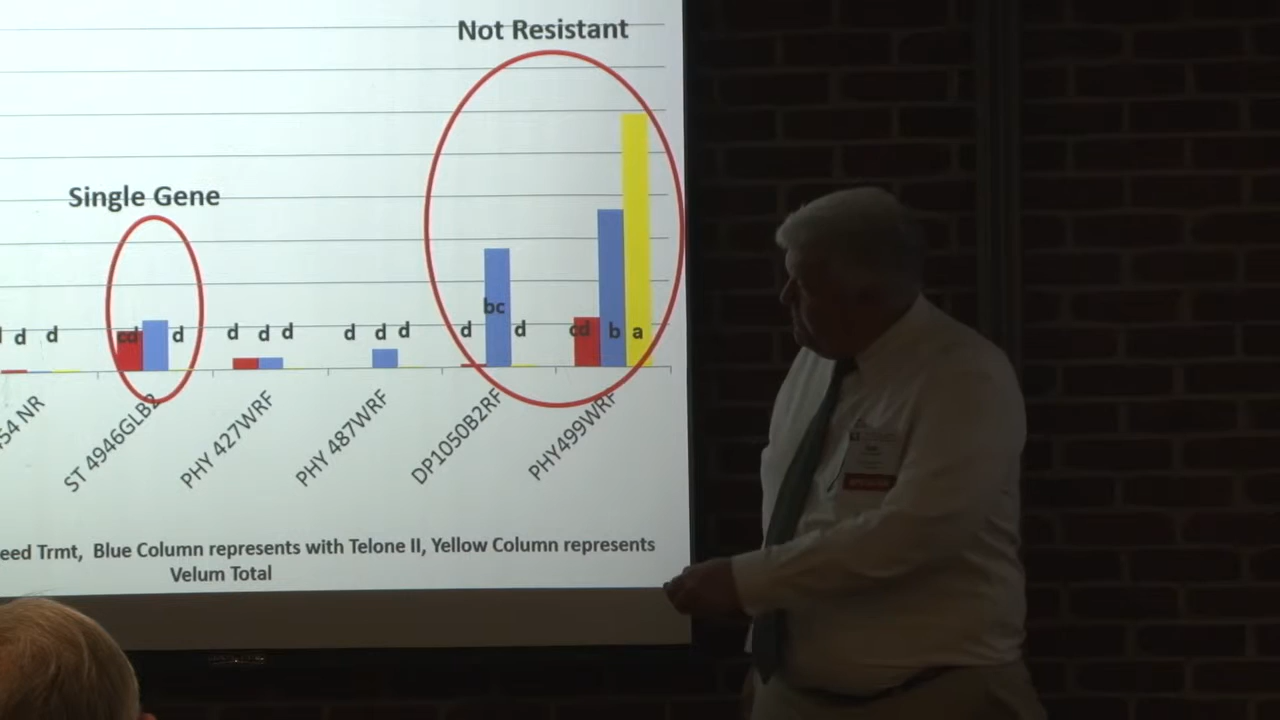 Not Resistant
Single Gene
bc
d d
cd d
d d d
d d d
d d
cd b a
54 NR
ST 4946GLB2
PHY 427WRF
PHY 487WRF
DP1050B2RF
PHY499WRF
eed Trmt, Blue Column represents with Telone II, Yellow Column represents
Velum Total